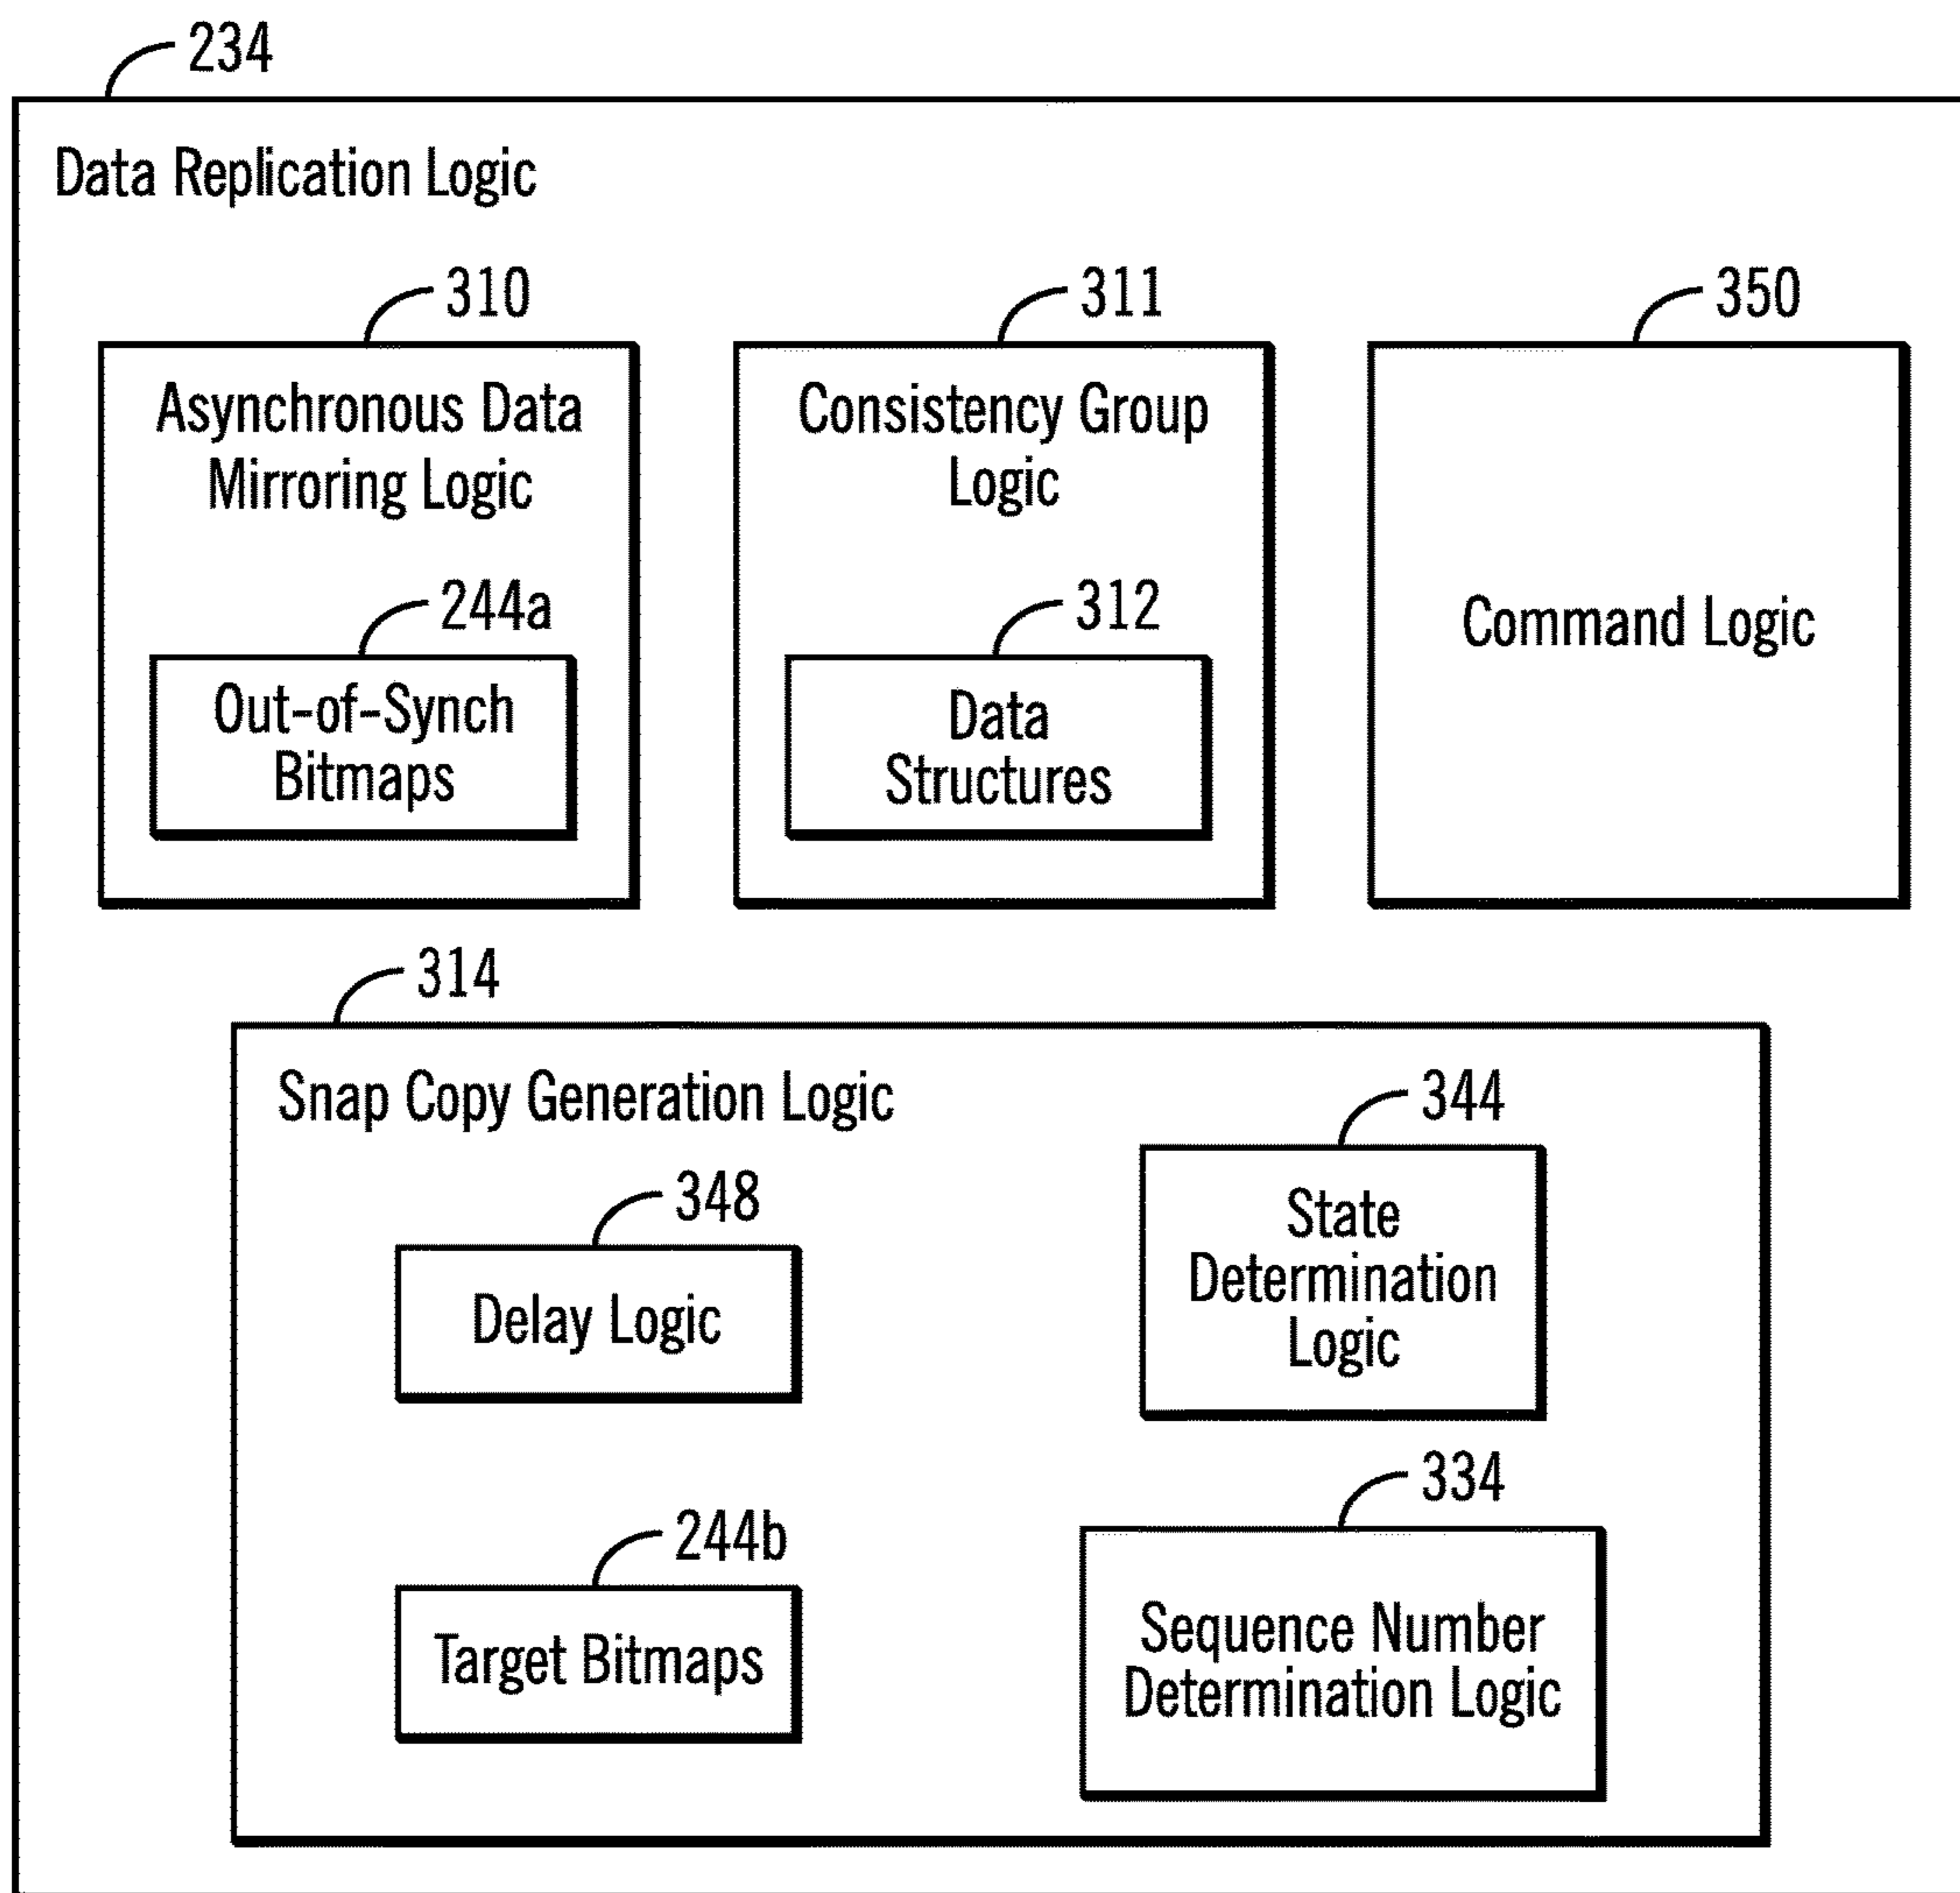 234
Data Replication Logic
310
311
350
Asynchronous Data
Mirroring Logic
Consistency Group
Logic
Command Logic
244a
312
Out-of-Synch
Bitmaps
Data
Structures
314
Snap Copy Generation Logic
348
344
Delay Logic
State
Determination
Logic
244b
334
Target Bitmaps
Sequence Number
Determination Logic